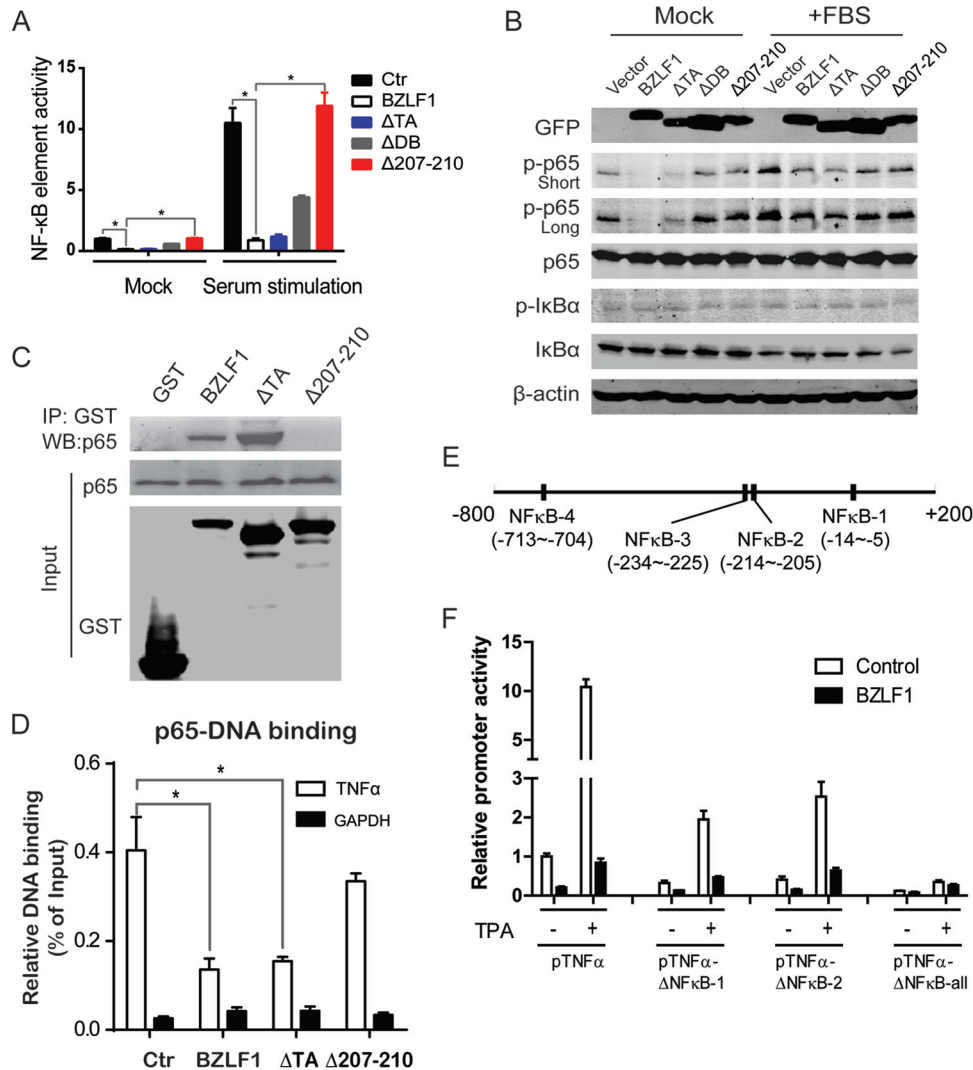 A
NF-κB element activity
15
10
5
0
Mock
Serum stimulation
Ctr
BZLF1
ΔTA
ΔDB
Δ207-210
*
*
*
*
B
Mock
+FBS
Vector
BZLF1
ΔTA
ΔDB
Δ207-210
Vector
BZLF1
ΔTA
ΔDB
Δ207-210
GFP
p-p65
Short
p-p65
Long
p65
p-IκBα
IκBα
β-actin
C
GST
BZLF1
ΔTA
Δ207-210
IP: GST
WB:p65
p65
Input
GST
D
p65-DNA binding
Relative DNA binding
(% of Input)
0.6
0.4
0.2
0.0
*
*
TNFα
GAPDH
Ctr
BZLF1
ΔTA
Δ207-210
E
-800
+200
NFκB-4
(-713~-704)
NFκB-3
(-234~-225)
NFκB-2
(-214~-205)
NFκB-1
(-14~-5)
F
Relative promoter activity
15
10
5
3
2
1
0
Control
BZLF1
TPA
- + - + - + - +
pTNFα
pTNFα-
ΔNFκB-1
pTNFα-
ΔNFκB-2
pTNFα-
ΔNFκB-all